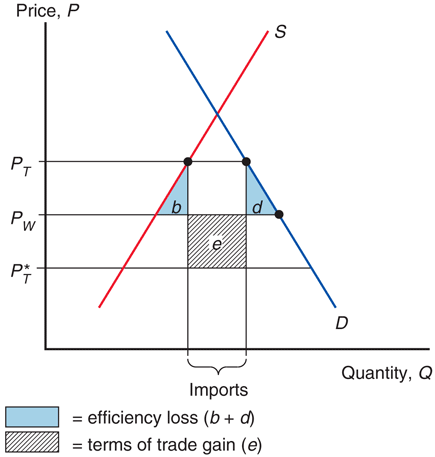 Price, P
S
P_T
b
d
P_W
e
P*_T
D
Imports
Quantity, Q
= efficiency loss (b + d)
= terms of trade gain (e)